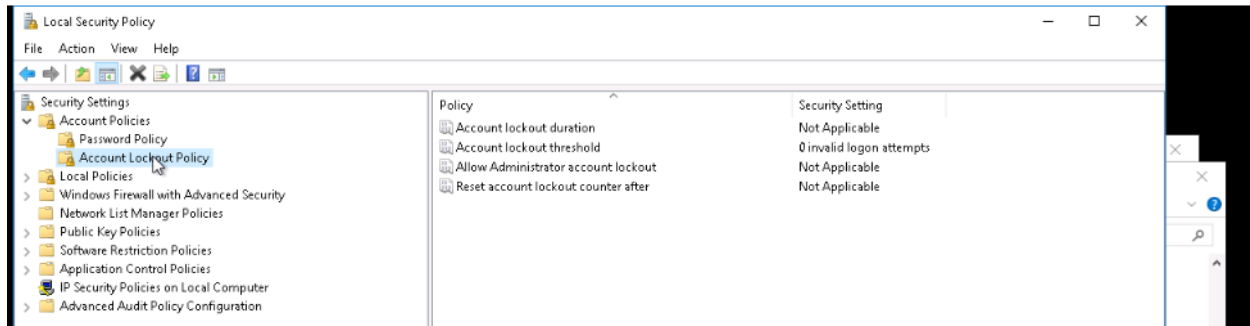 Local Security Policy
File Action View Help
Security Settings
Account Policies
Password Policy
Account Lockout Policy
Local Policies
Windows Firewall with Advanced Security
Network List Manager Policies
Public Key Policies
Software Restriction Policies
Application Control Policies
IP Security Policies on Local Computer
Advanced Audit Policy Configuration
Policy Security Setting
Account lockout duration Not Applicable
Account lockout threshold 0 invalid logon attempts
Allow Administrator account lockout Not Applicable
Reset account lockout counter after Not Applicable